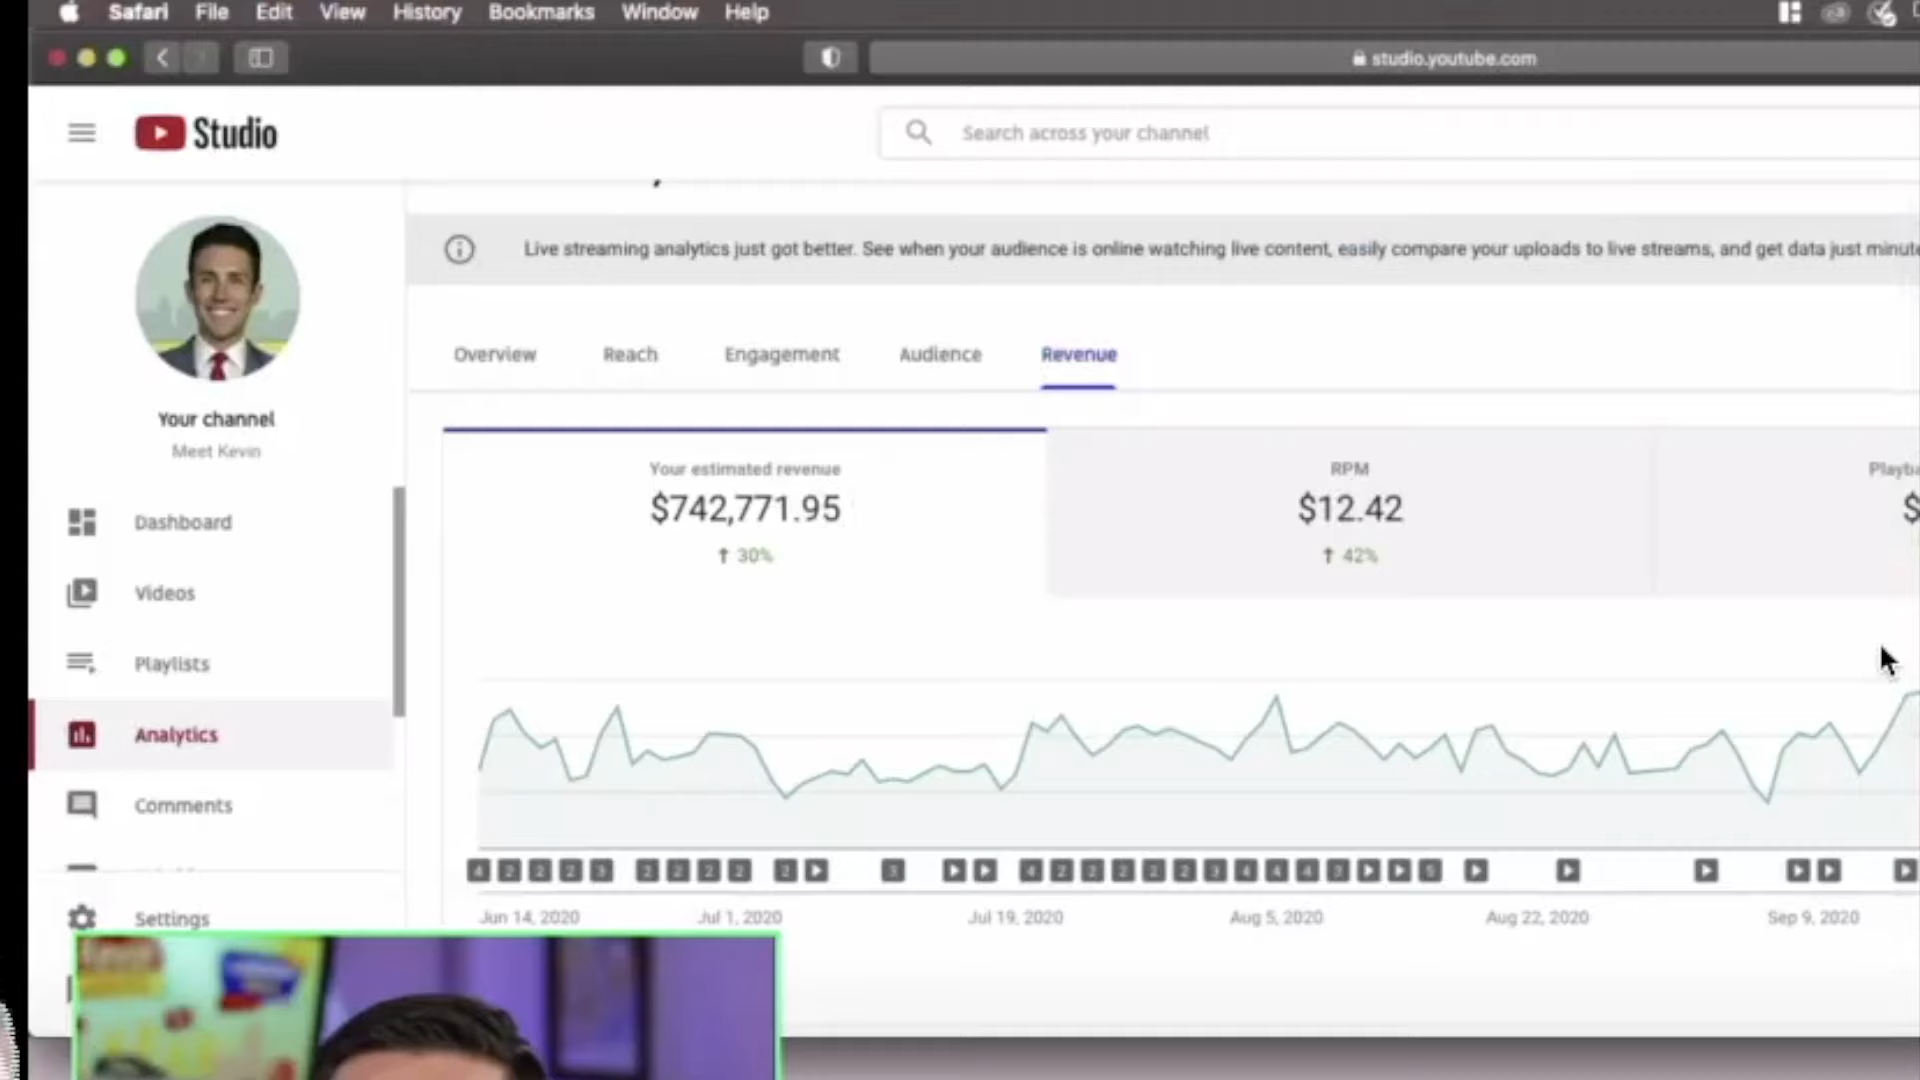 Safari File Edit View History Bookmarks Window Help
studio.youtube.com
Studio
Search across your channel
Live streaming analytics just got better. See when your audience is online watching live content, easily compare your uploads to live streams, and get data just minute
Overview Reach Engagement Audience Revenue
Your channel
Meet Kevin
Dashboard
Videos
Playlists
Analytics
Comments
Settings
Your estimated revenue
$742,771.95
↑ 30%
RPM
$12.42
↑ 42%
Playba
$
Jun 14, 2020 Jul 1, 2020 Jul 19, 2020 Aug 5, 2020 Aug 22, 2020 Sep 9, 2020